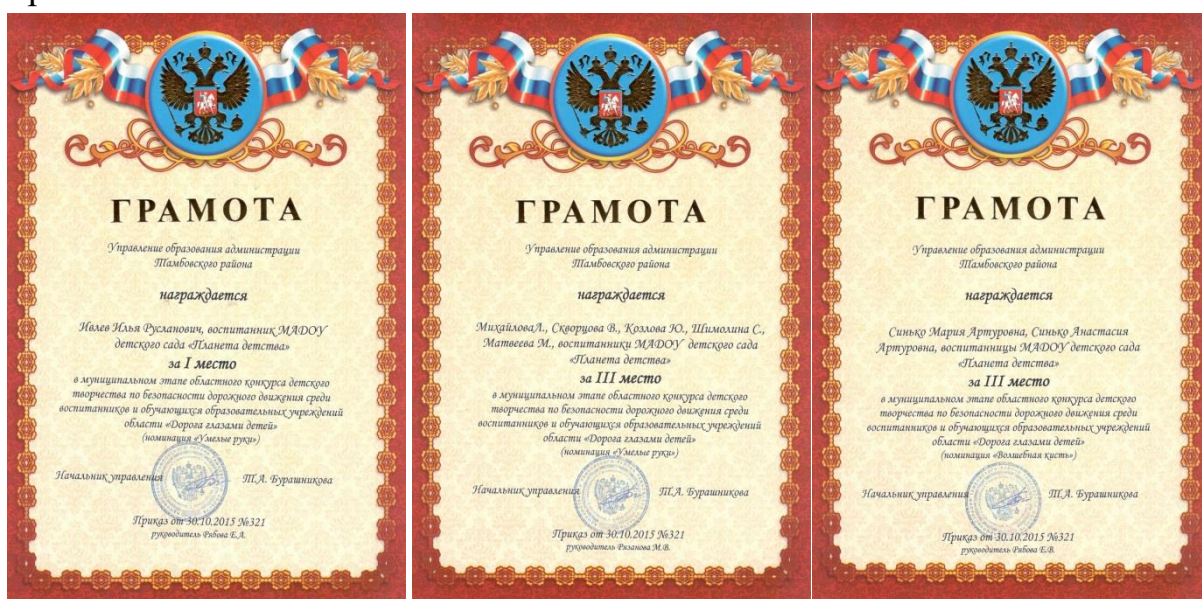 ГРАМОТА
Управление образования администрации
Тамбовского района
награждается
Ивлев Илья Русланович, воспитанник МАДОУ
детского сада «Планета детства»
за I место
в муниципальном этапе областного конкурса детского
творчества по безопасности дорожного движения среди
воспитанников и обучающихся образовательных учреждений
области «Дорога глазами детей»
(номинация «Умелые руки»)
Начальник управления Т.А. Бурашникова
Приказ от 30.10.2015 №321
руководитель Рябова Е.А.
ГРАМОТА
Управление образования администрации
Тамбовского района
награждается
МихайловаЛ., Скворцова В., Козлова Ю., Шимолина С.,
Матвеева М., воспитанники МАДОУ детского сада
«Планета детства»
за III место
в муниципальном этапе областного конкурса детского
творчества по безопасности дорожного движения среди
воспитанников и обучающихся образовательных учреждений
области «Дорога глазами детей»
(номинация «Умелые руки»)
Начальник управления Т.А. Бурашникова
Приказ от 30.10.2015 №321
руководитель Рязанова М.В.
ГРАМОТА
Управление образования администрации
Тамбовского района
награждается
Синько Мария Артуровна, Синько Анастасия
Артуровна, воспитанницы МАДОУ детского сада
«Планета детства»
за III место
в муниципальном этапе областного конкурса детского
творчества по безопасности дорожного движения среди
воспитанников и обучающихся образовательных учреждений
области «Дорога глазами детей»
(номинация «Волшебная кисть»)
Начальник управления Т.А. Бурашникова
Приказ от 30.10.2015 №321
руководитель Рябова Е.В.